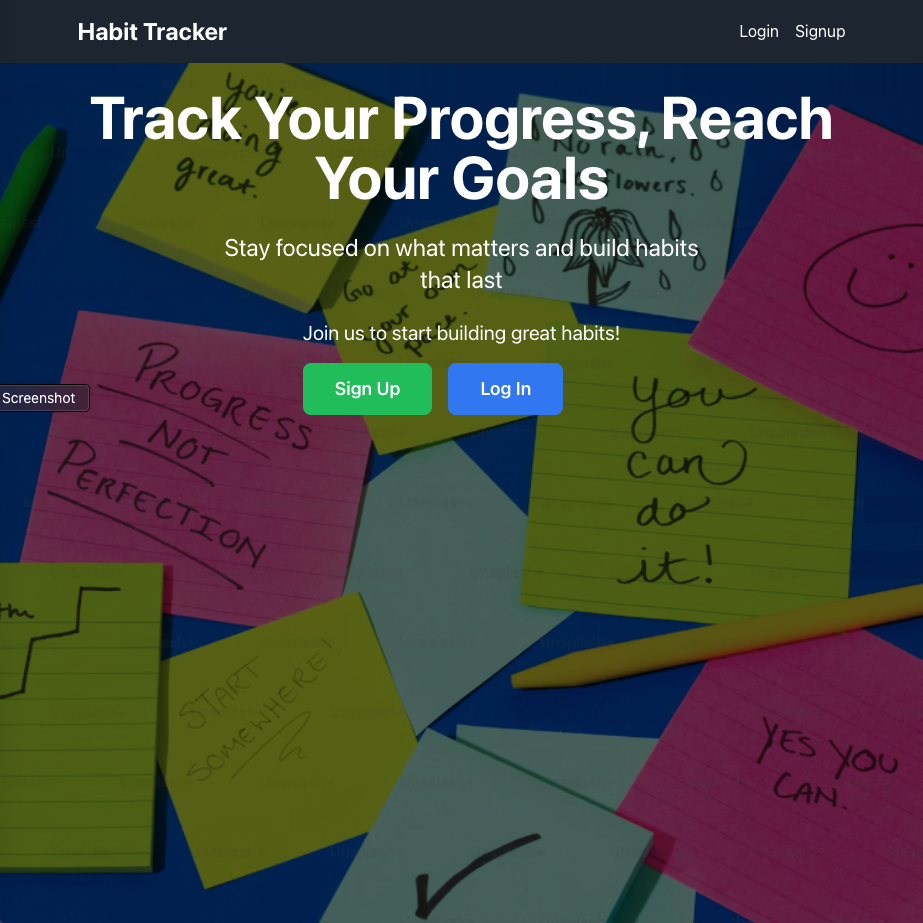 Habit Tracker
Login
Signup
Track Your Progress, Reach
Your Goals
Stay focused on what matters and build habits
that last
Join us to start building great habits!
Sign Up
Log In
Screenshot
You're
doing
great.
No rain,
no flowers.
Go at
your own
pace.
PROGRESS
NOT
PERFECTION
You
can
do
it!
START
SOMEWHERE!
YES YOU
CAN.
Unsplash+